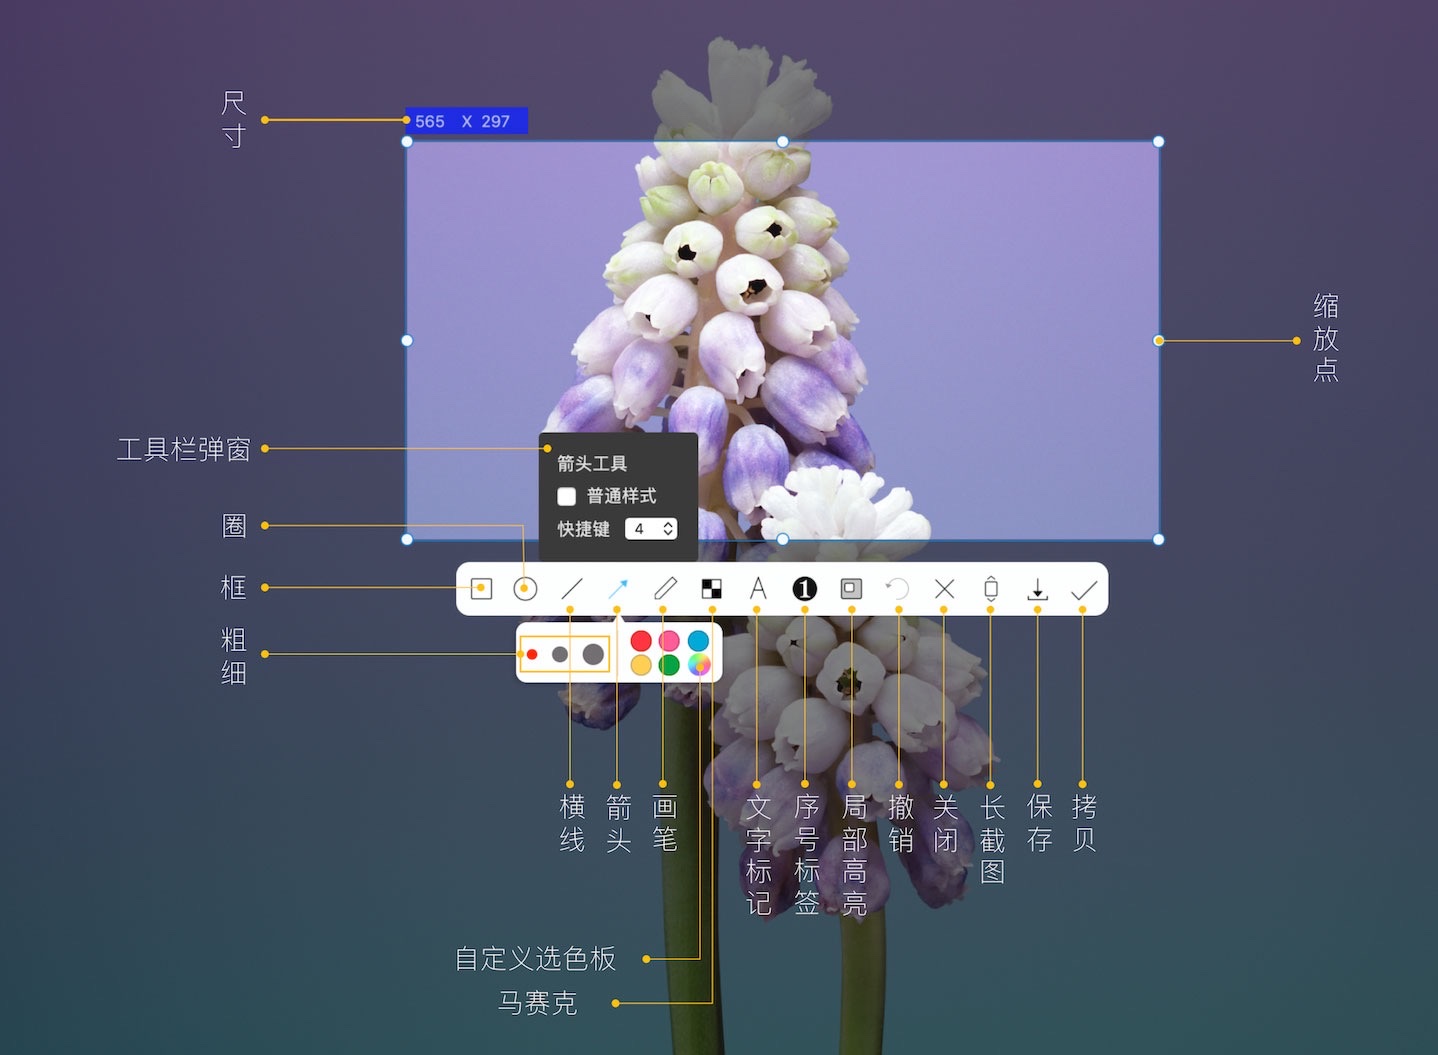 尺寸
565 X 297
缩放点
工具栏弹窗
箭头工具
普通样式
快捷键 4
圈
框
A 1
粗细
横线
箭头
画笔
文字标记
序号标签
局部高亮
撤销
关闭
长截图
保存
拷贝
自定义选色板
马赛克